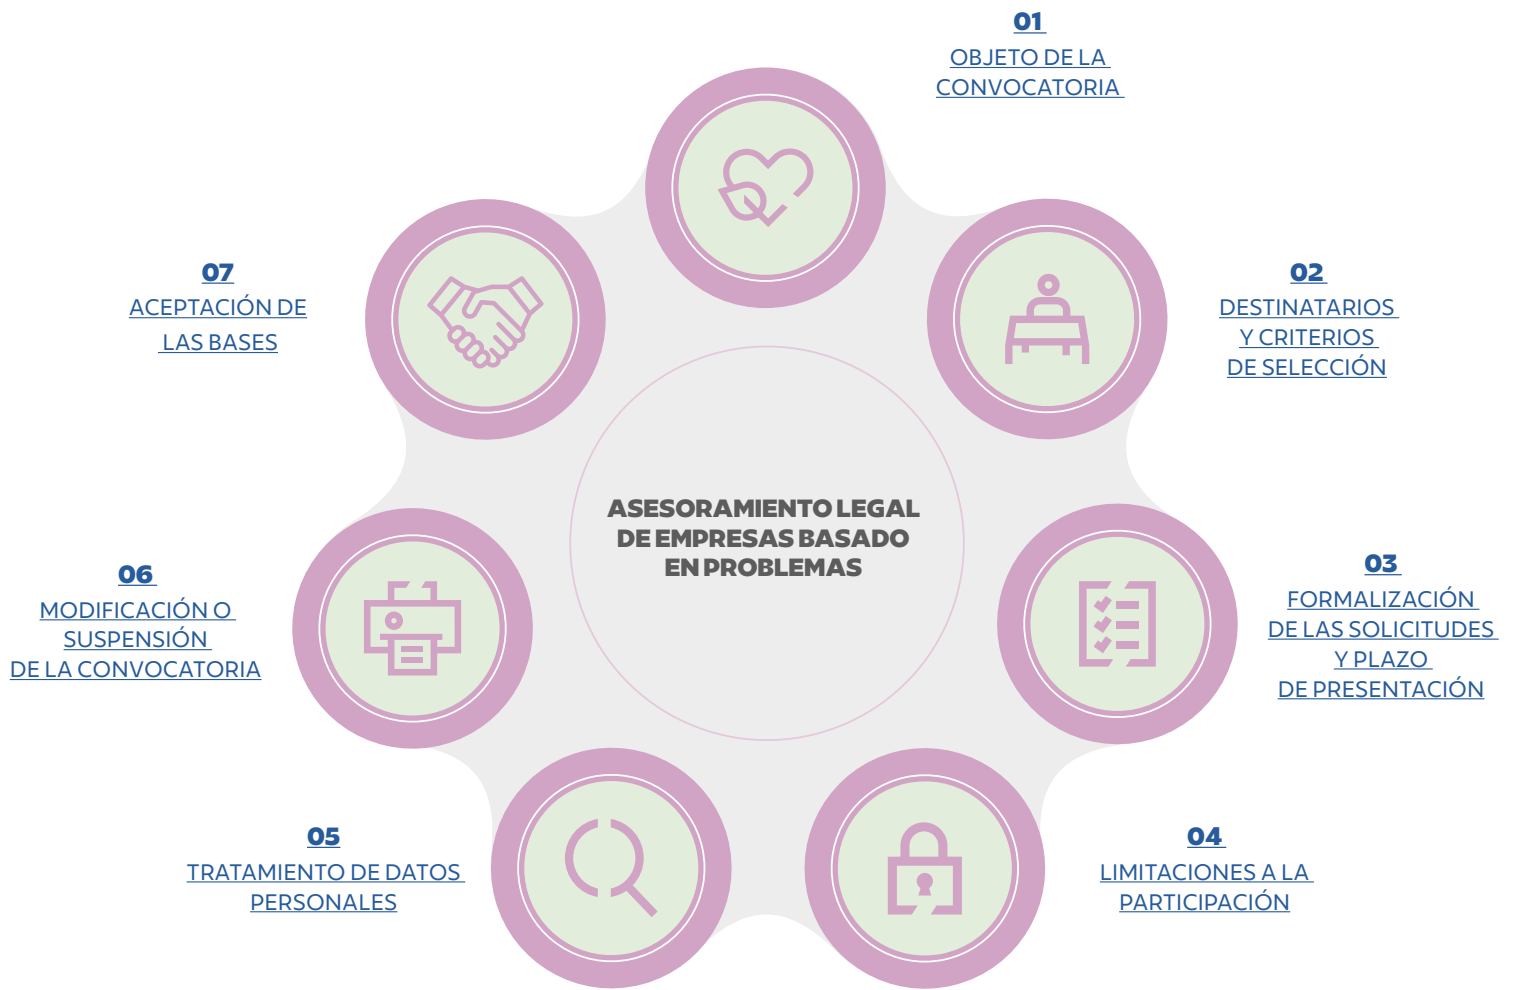 01
OBJETO DE LA
CONVOCATORIA
02
DESTINATARIOS
Y CRITERIOS
DE SELECCIÓN
03
FORMALIZACIÓN
DE LAS SOLICITUDES
Y PLAZO
DE PRESENTACIÓN
04
LIMITACIONES A LA
PARTICIPACIÓN
05
TRATAMIENTO DE DATOS
PERSONALES
06
MODIFICACIÓN O
SUSPENSIÓN
DE LA CONVOCATORIA
07
ACEPTACIÓN DE
LAS BASES
ASESORAMIENTO LEGAL
DE EMPRESAS BASADO
EN PROBLEMAS